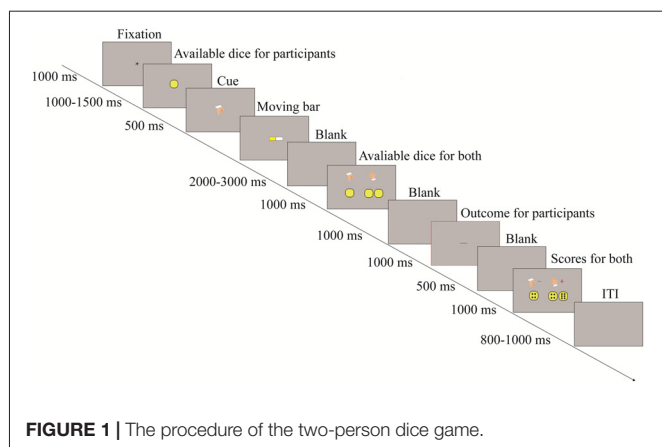 Fixation
Available dice for participants
1000 ms
Cue
1000-1500 ms
Moving bar
500 ms
Blank
Avaliable dice for both
2000-3000 ms
Blank
1000 ms
Outcome for participants
1000 ms
Blank
1000 ms
Scores for both
500 ms
ITI
1000 ms
800-1000 ms
FIGURE 1 | The procedure of the two-person dice game.